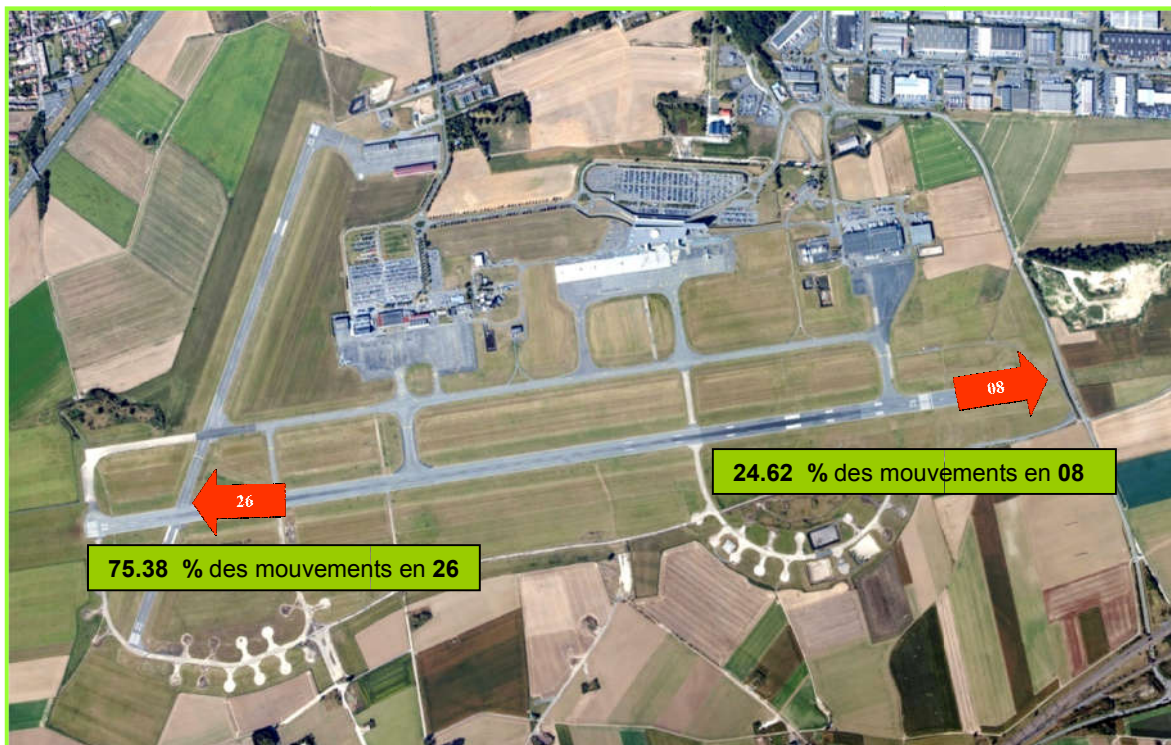 08
24.62 % des mouvements en 08
26
75.38 % des mouvements en 26